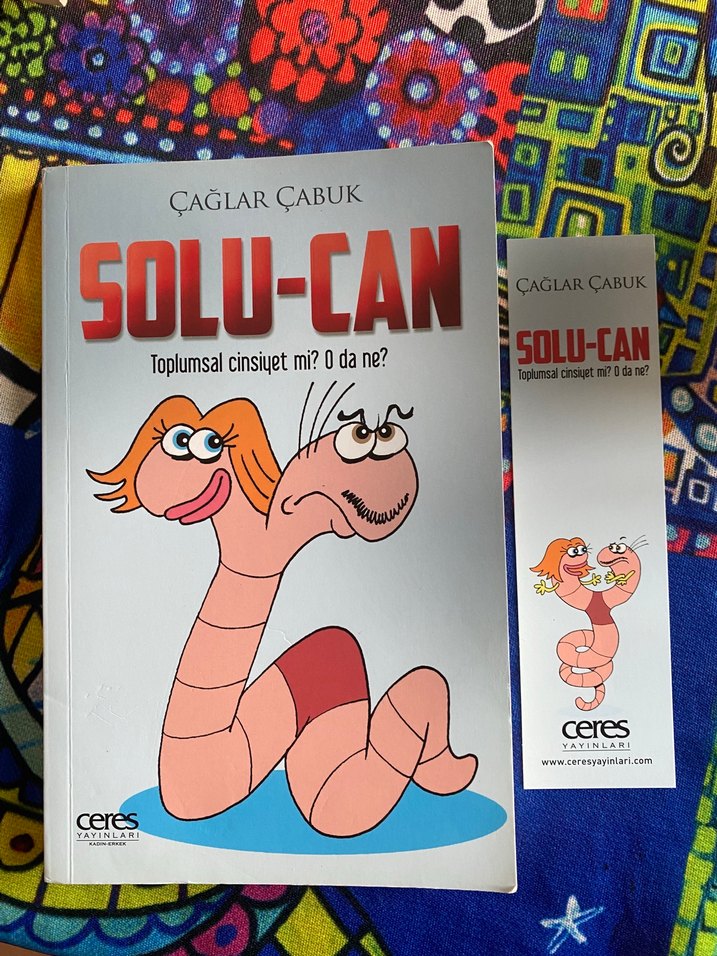 ÇAĞLAR ÇABUK
SOLU-CAN
Toplumsal cinsiyet mi? O da ne?
ceres
YAYINLARI
KADIN-ERKEK
ÇAĞLAR ÇABUK
SOLU-CAN
Toplumsal cinsiyet mi? O da ne?
ceres
YAYINLARI
www.ceresyayinlari.com